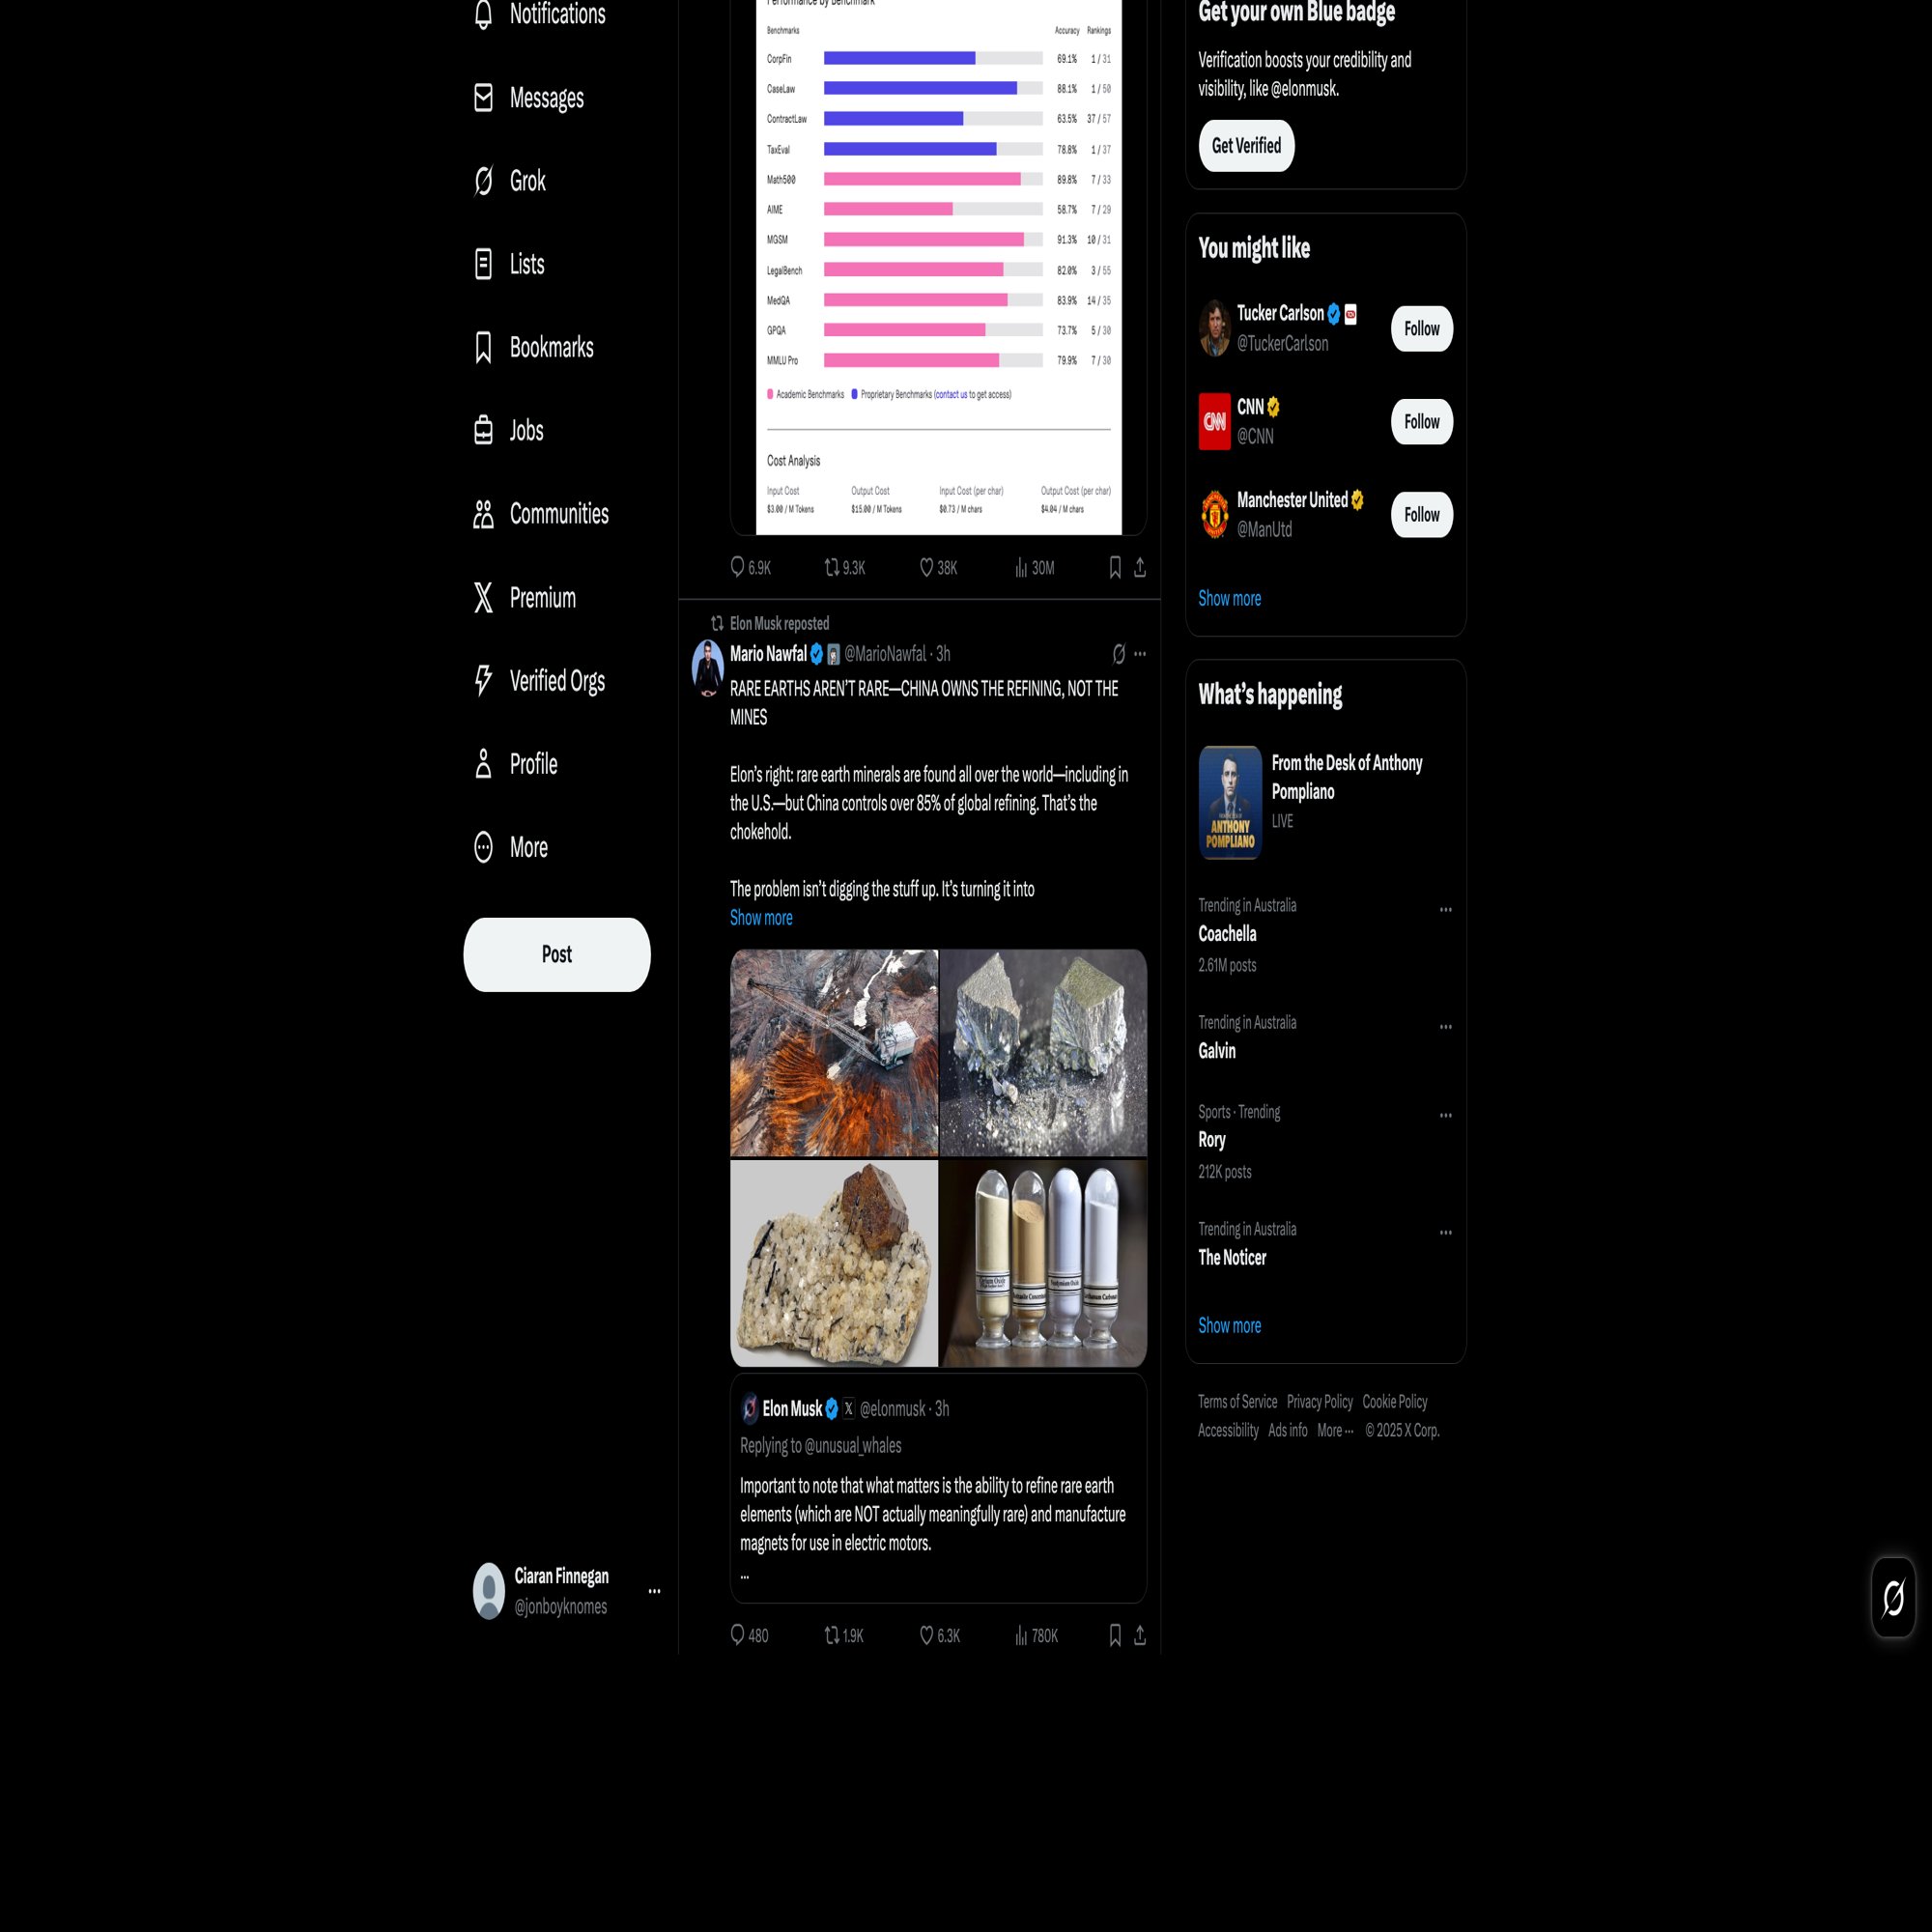 Notifications
Messages
Grok
Lists
Bookmarks
Jobs
Communities
Premium
Verified Orgs
Profile
More
Post
Ciaran Finnegan
@jonboyknomes
Performance by Benchmark
Benchmarks Accuracy Rankings
CorpFin 69.1% 1 / 31
CaseLaw 88.1% 1 / 50
ContractLaw 63.5% 37 / 57
TaxEval 78.8% 1 / 37
Math500 89.8% 7 / 33
AIME 58.7% 7 / 29
MGSM 91.3% 10 / 31
LegalBench 82.0% 3 / 55
MedQA 83.9% 14 / 35
GPQA 73.7% 5 / 30
MMLU Pro 79.9% 7 / 30
Academic Benchmarks Proprietary Benchmarks (contact us to get access)
Cost Analysis
Input Cost Output Cost Input Cost (per char) Output Cost (per char)
$3.00 / M Tokens $15.00 / M Tokens $0.73 / M chars $4.04 / M chars
6.9K 9.3K 38K 30M
Elon Musk reposted
Mario Nawfal @MarioNawfal · 3h
RARE EARTHS AREN’T RARE—CHINA OWNS THE REFINING, NOT THE
MINES
Elon’s right: rare earth minerals are found all over the world—including in
the U.S.—but China controls over 85% of global refining. That’s the
chokehold.
The problem isn’t digging the stuff up. It’s turning it into
Show more
Elon Musk @elonmusk · 3h
Replying to @unusual_whales
Important to note that what matters is the ability to refine rare earth
elements (which are NOT actually meaningfully rare) and manufacture
magnets for use in electric motors.
...
480 1.9K 6.3K 780K
Get your own Blue badge
Verification boosts your credibility and
visibility, like @elonmusk.
Get Verified
You might like
Tucker Carlson
@TuckerCarlson
Follow
CNN
CNN
@CNN
Follow
Manchester United
@ManUtd
Follow
Show more
What’s happening
ANTHONY
POMPLIANO
From the Desk of Anthony
Pompliano
LIVE
Trending in Australia
Coachella
2.61M posts
Trending in Australia
Galvin
Sports · Trending
Rory
212K posts
Trending in Australia
The Noticer
Show more
Terms of Service Privacy Policy Cookie Policy
Accessibility Ads info More ··· © 2025 X Corp.